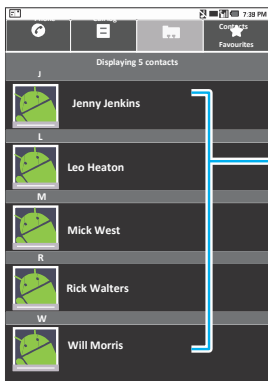 7:39 PM
Contacts
Favourites
Displaying 5 contacts
J
Jenny Jenkins
L
Leo Heaton
M
Mick West
R
Rick Walters
W
Will Morris